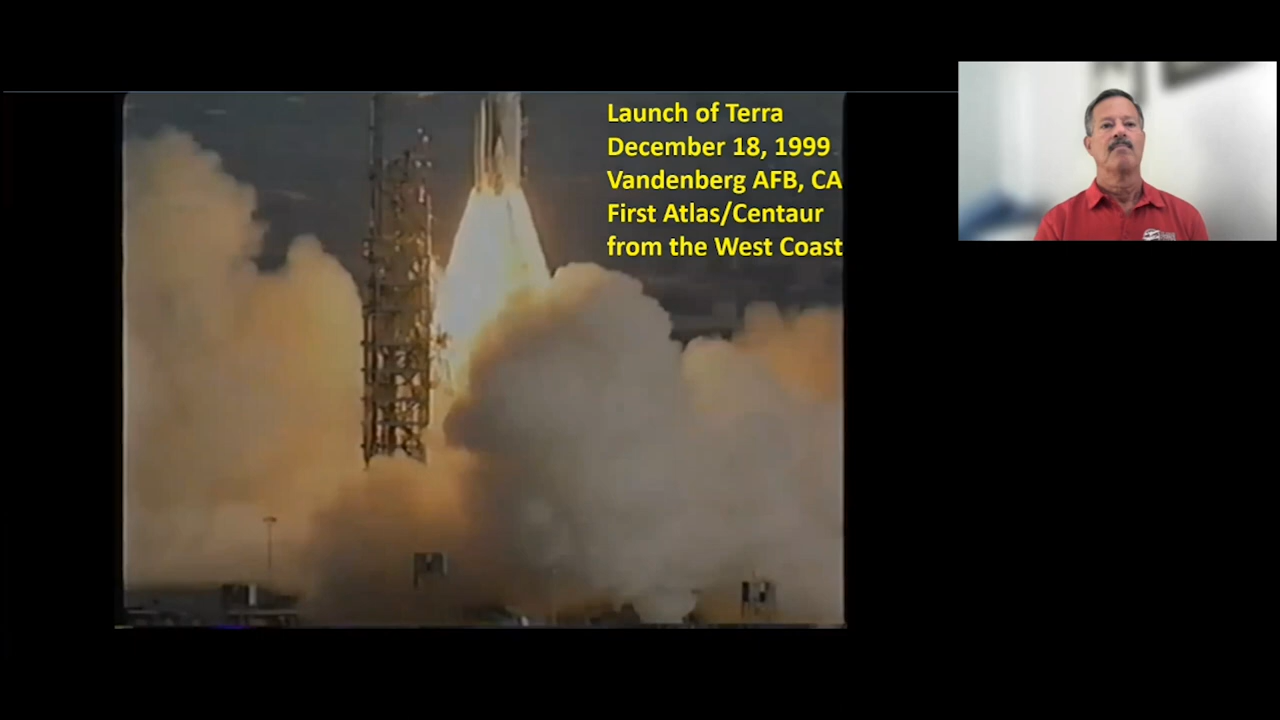 Launch of Terra
December 18, 1999
Vandenberg AFB, CA
First Atlas/Centaur
from the West Coast